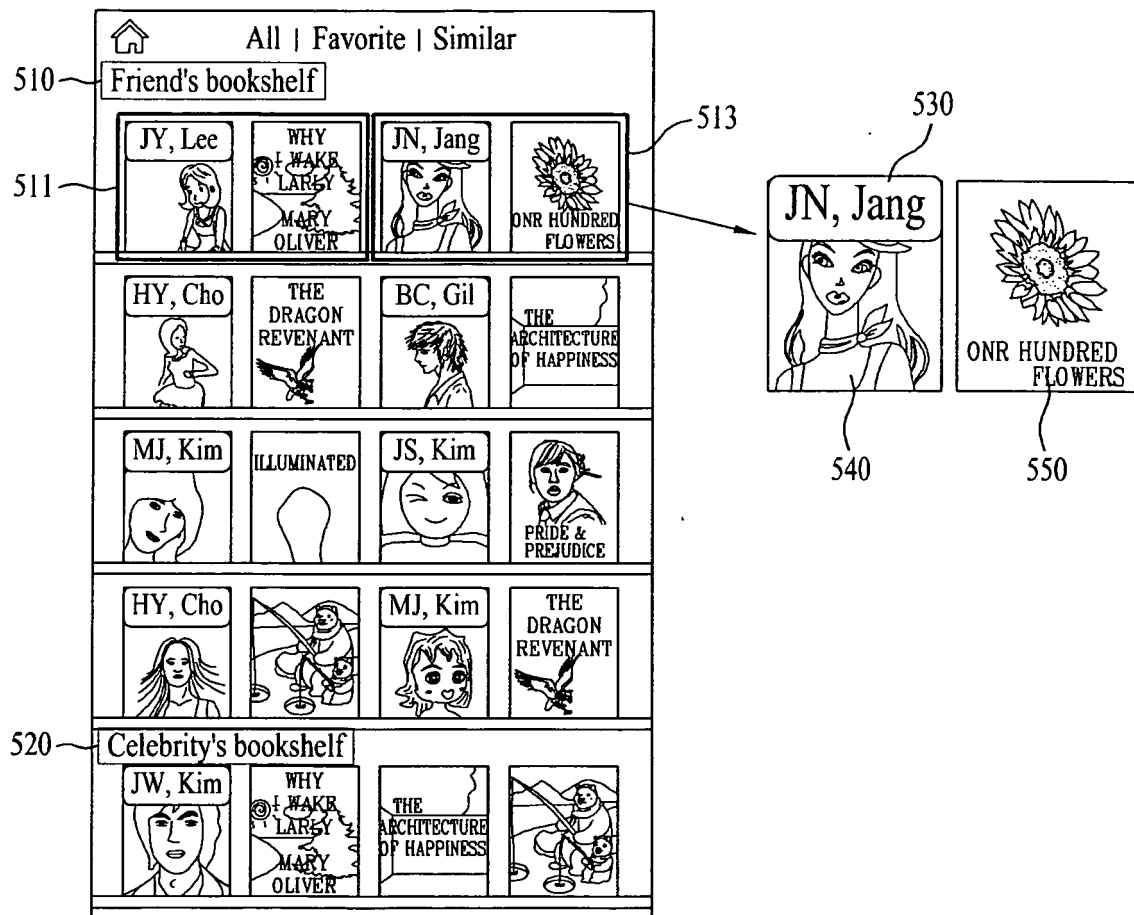 All | Favorite | Similar
510
Friend's bookshelf
513
530
511
JY, Lee
WHY
I WAKE
LARLY
MARY
OLIVER
JN, Jang
ONR HUNDRED
FLOWERS
JN, Jang
ONR HUNDRED
FLOWERS
540
550
HY, Cho
THE
DRAGON
REVENANT
BC, Gil
THE
ARCHITECTURE
OF HAPPINESS
MJ, Kim
ILLUMINATED
JS, Kim
PRIDE &
PREJUDICE
HY, Cho
MJ, Kim
THE
DRAGON
REVENANT
520
Celebrity's bookshelf
JW, Kim
WHY
I WAKE
LARLY
MARY
OLIVER
THE
ARCHITECTURE
OF HAPPINESS